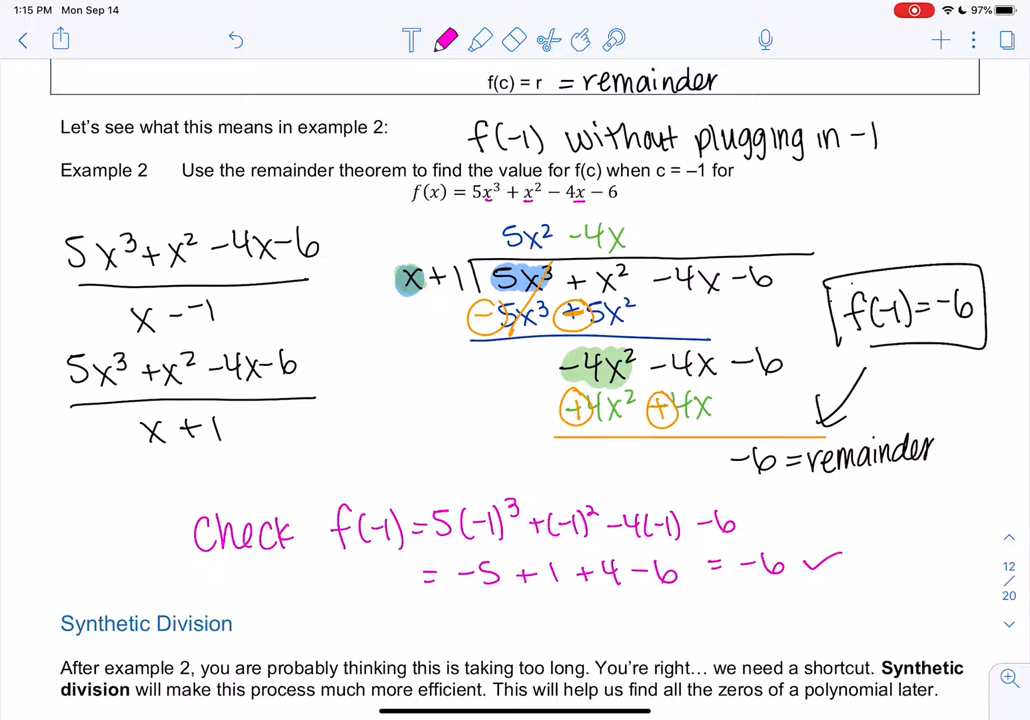 1:15 PM Mon Sep 14
97%
T
f(c) = r = remainder
Let's see what this means in example 2:
f(-1) without plugging in -1
Example 2 Use the remainder theorem to find the value for f(c) when c = –1 for
f(x) = 5x³ + x² − 4x − 6
5x³ + x² - 4x - 6
x - -1
5x³ + x² - 4x - 6
x + 1
5x² - 4x
x + 1 5x³ + x² - 4x - 6
- 5x³ + 5x²
-4x² - 4x - 6
+ 4x² + 4x
-6 = remainder
f(-1) = -6
Check f(-1) = 5(-1)³ + (-1)² - 4(-1) - 6
= -5 + 1 + 4 - 6 = -6 ✓
12
/
20
Synthetic Division
After example 2, you are probably thinking this is taking too long. You're right… we need a shortcut. Synthetic
division will make this process much more efficient. This will help us find all the zeros of a polynomial later.